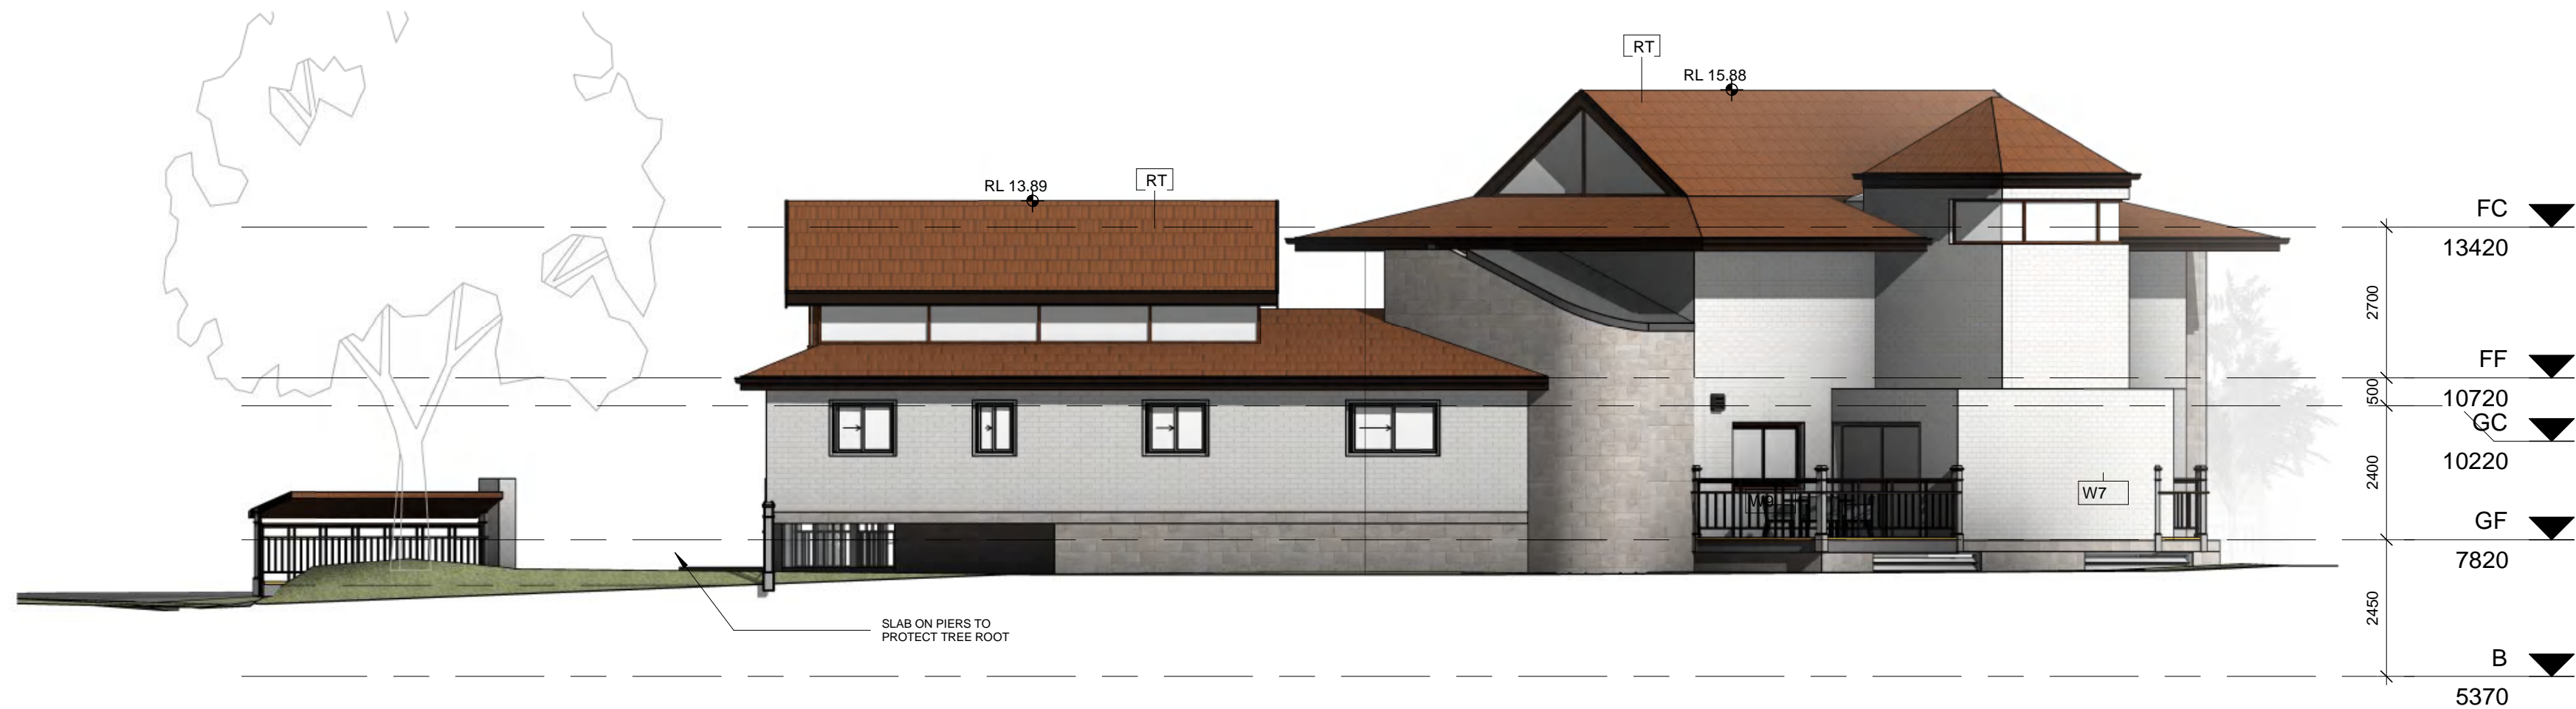 RT
RL 15.88
RT
RL 13.89
FC
13420
2700
FF
10720
500
GC
10220
2400
W7
W9
GF
7820
2450
SLAB ON PIERS TO
PROTECT TREE ROOT
B
5370